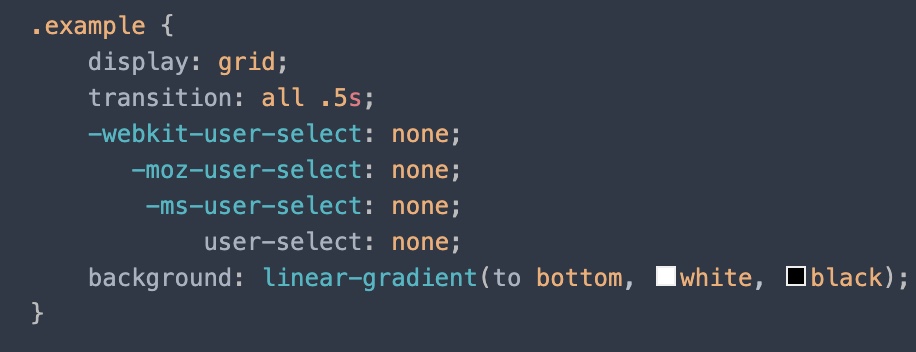 .example {
    display: grid;
    transition: all .5s;
    -webkit-user-select: none;
       -moz-user-select: none;
        -ms-user-select: none;
            user-select: none;
    background: linear-gradient(to bottom, white, black);
}